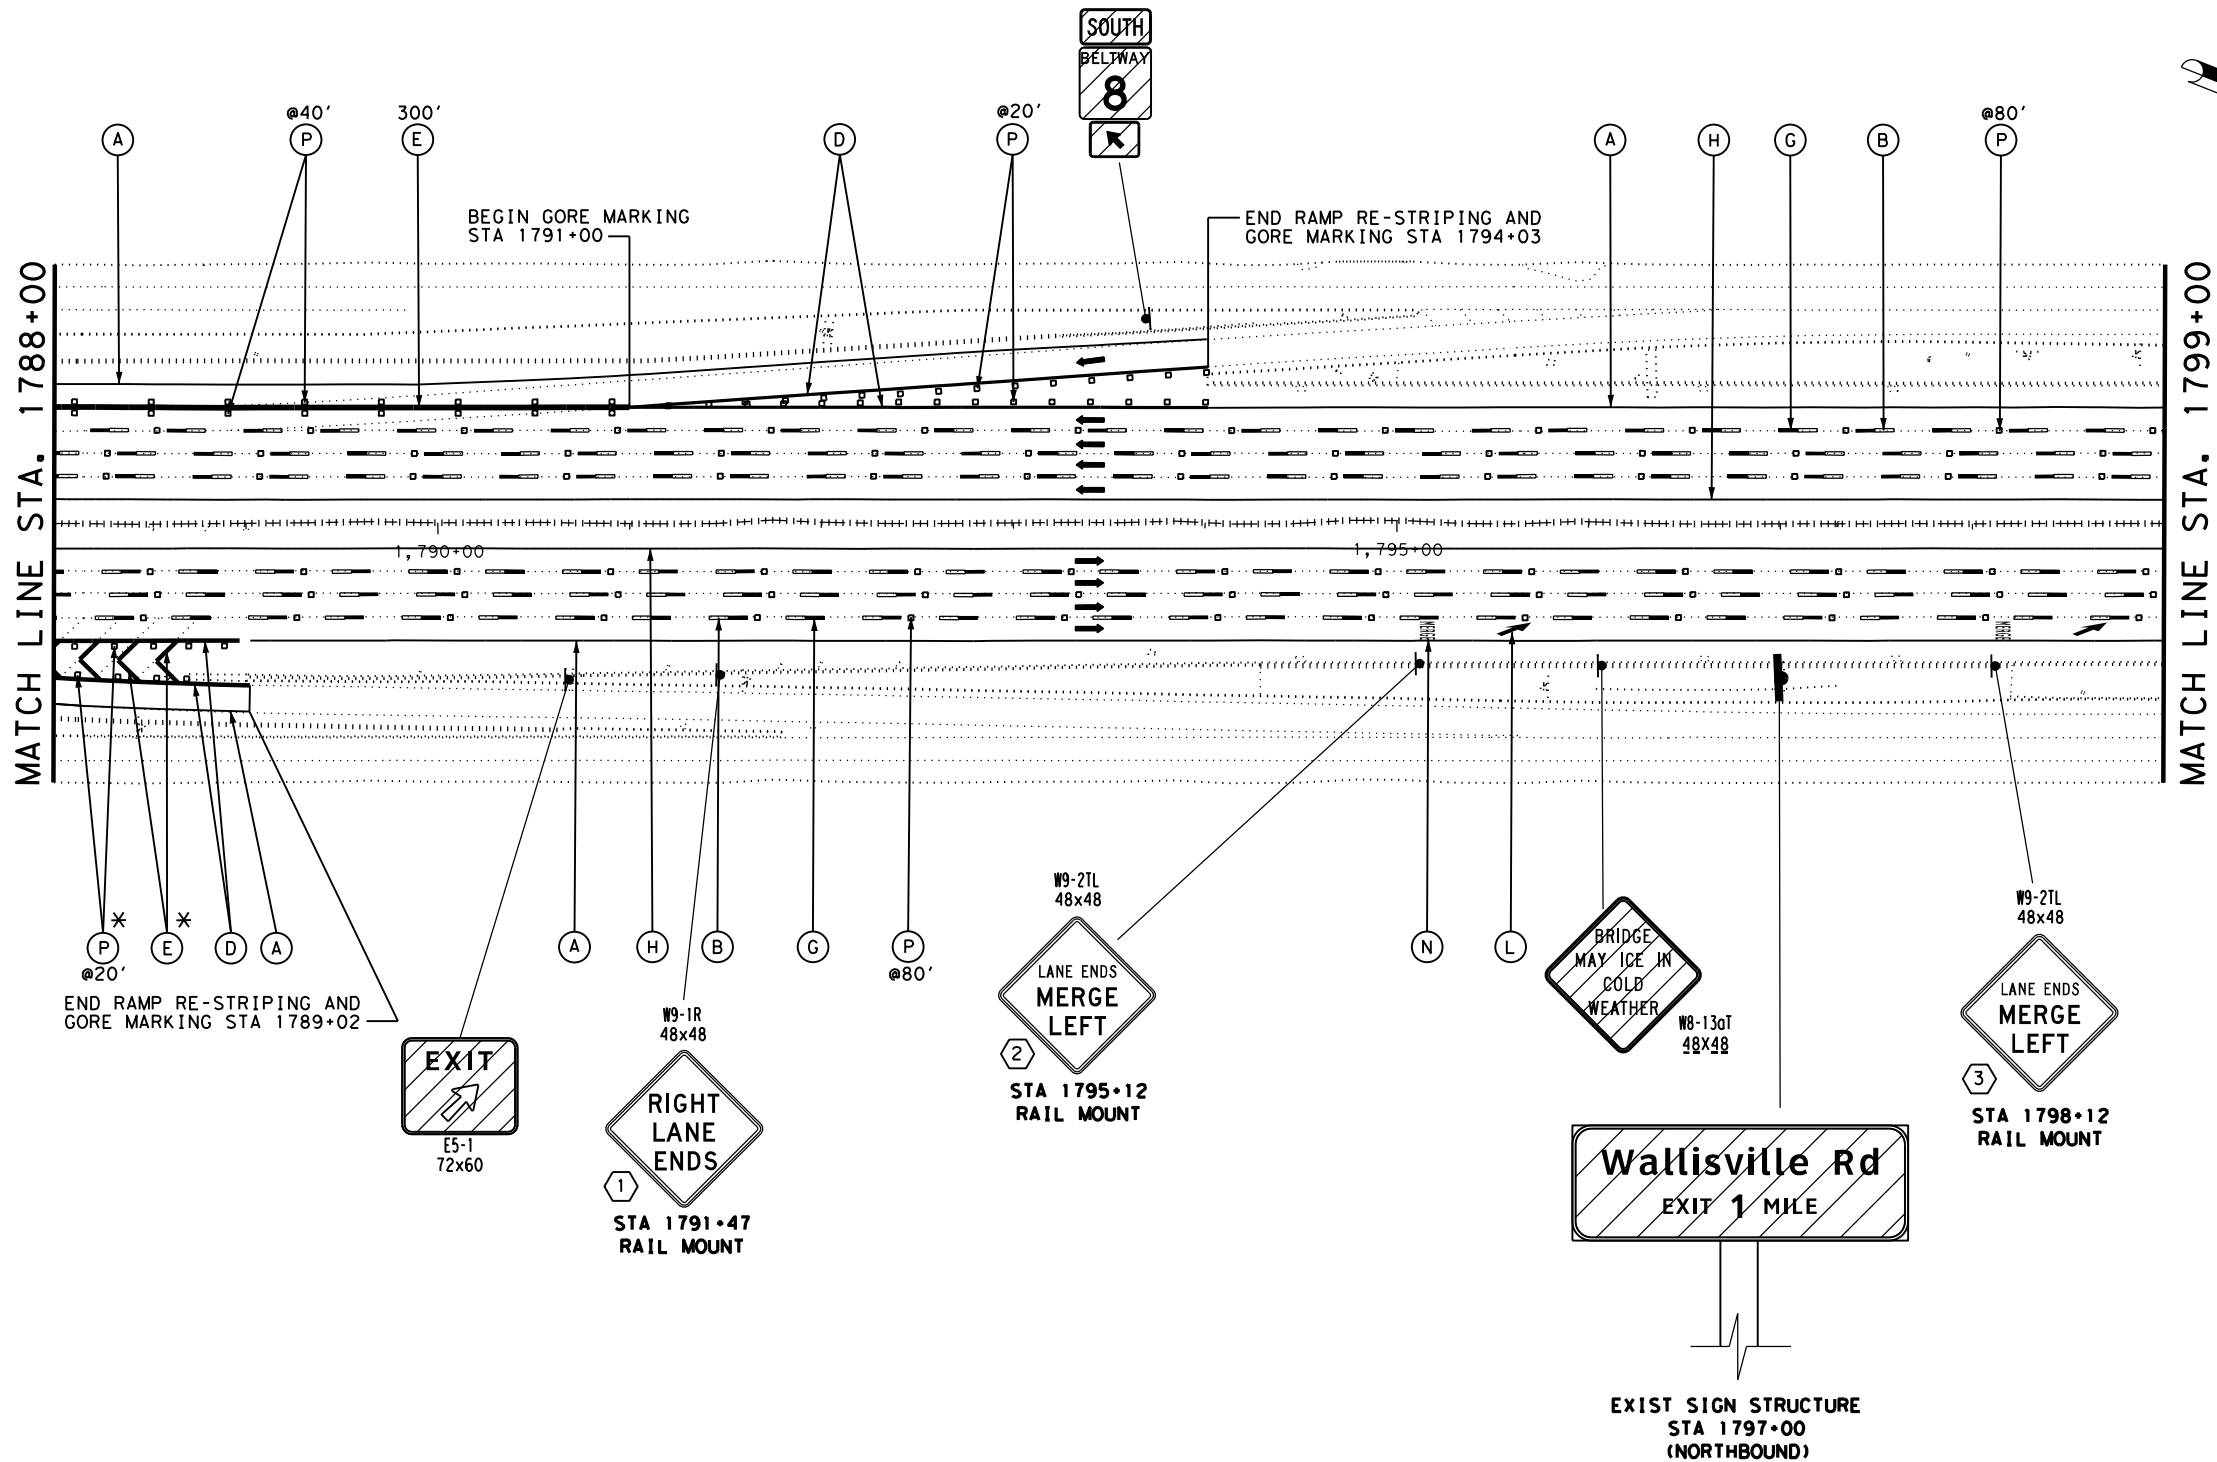 SOUTH
BELTWAY
8
@40'
300'
@20'
@80'
A
P
E
D
P
A
H
G
B
P
BEGIN GORE MARKING
STA 1791+00
END RAMP RE-STRIPING AND
GORE MARKING STA 1794+03
MATCH LINE STA. 1788+00
MATCH LINE STA. 1799+00
1,790+00
1,795+00
MERGE
MERGE
P*
E*
D
A
A
H
B
G
P
N
L
@20'
@80'
END RAMP RE-STRIPING AND
GORE MARKING STA 1789+02
EXIT
E5-1
72x60
W9-1R
48x48
RIGHT
LANE
ENDS
1
STA 1791+47
RAIL MOUNT
W9-2TL
48x48
LANE ENDS
MERGE
LEFT
2
STA 1795+12
RAIL MOUNT
BRIDGE
MAY ICE IN
COLD
WEATHER
W8-13aT
48X48
W9-2TL
48x48
LANE ENDS
MERGE
LEFT
3
STA 1798+12
RAIL MOUNT
Wallisville Rd
EXIT 1 MILE
EXIST SIGN STRUCTURE
STA 1797+00
(NORTHBOUND)